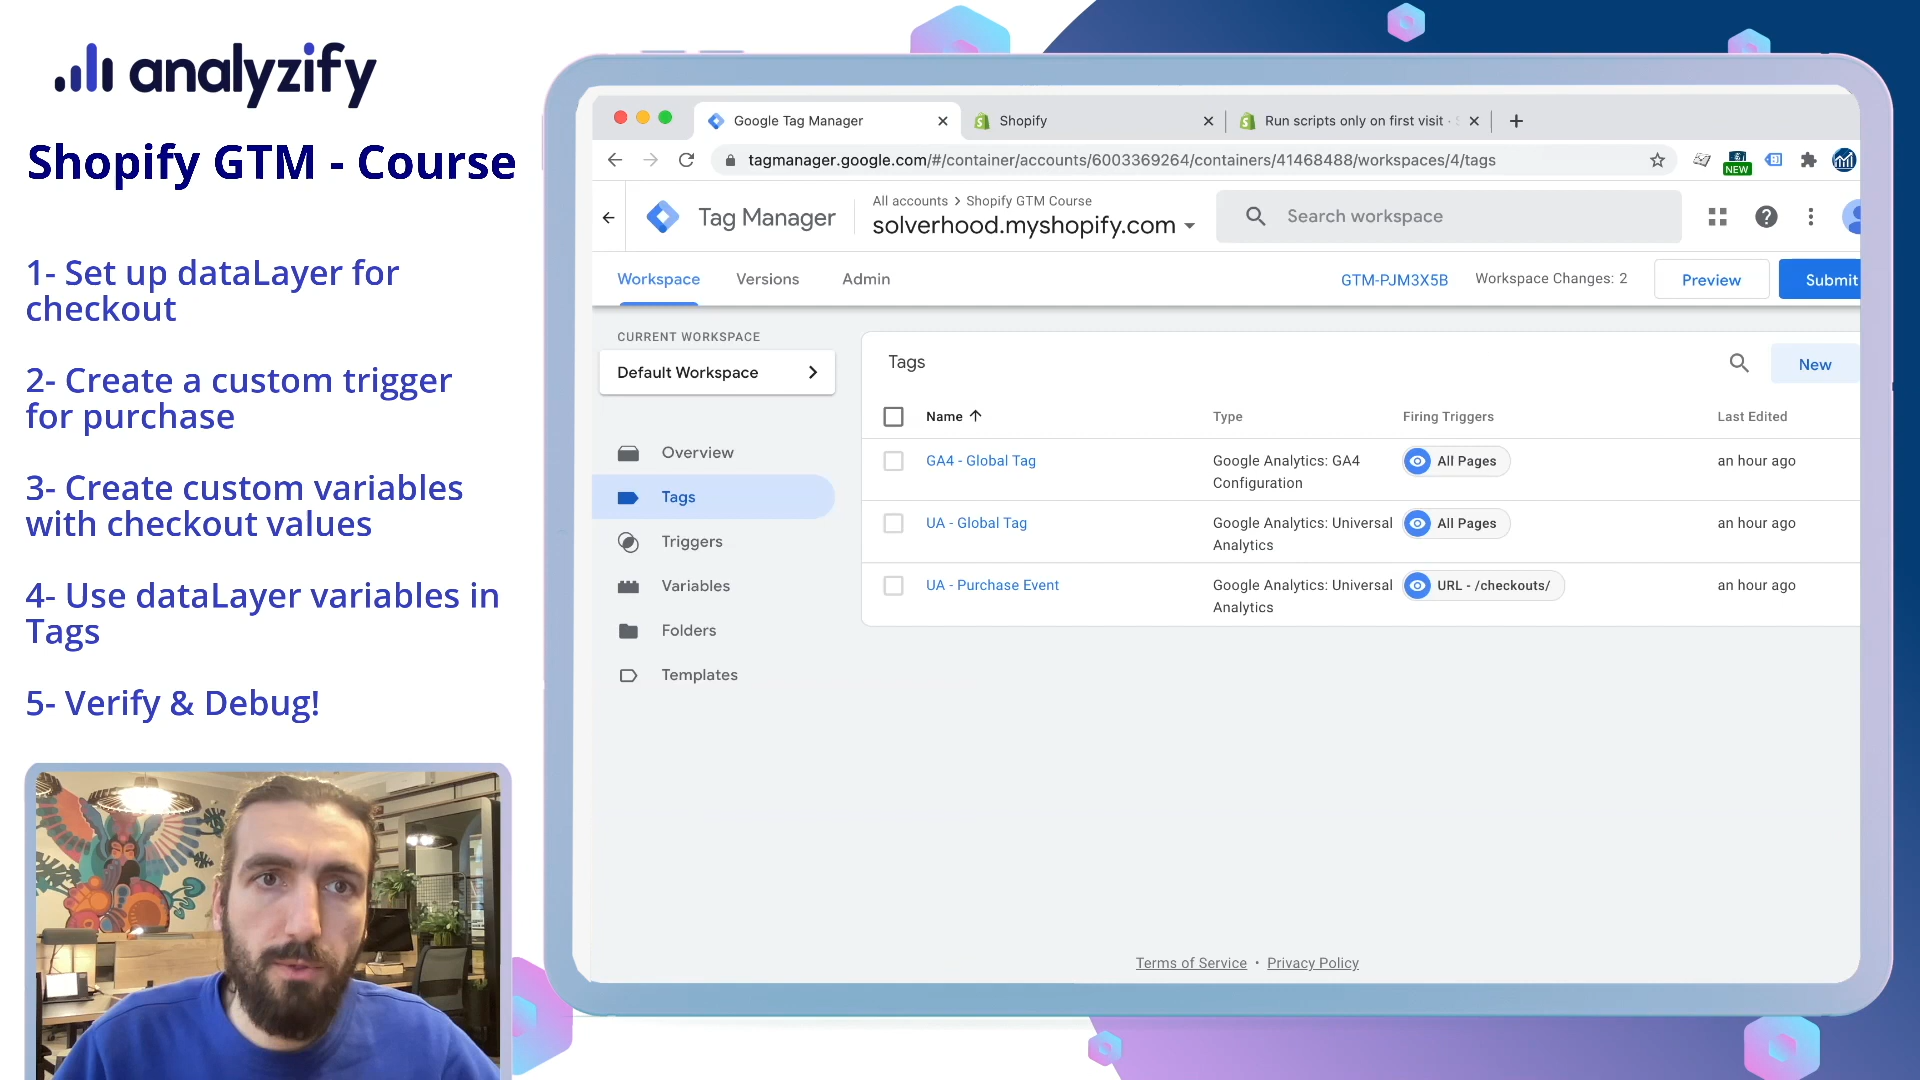 analyzify
Shopify GTM - Course
1- Set up dataLayer for
checkout
2- Create a custom trigger
for purchase
3- Create custom variables
with checkout values
4- Use dataLayer variables in
Tags
5- Verify & Debug!
Google Tag Manager
Shopify
Run scripts only on first visit ·
tagmanager.google.com/#/container/accounts/6003369264/containers/41468488/workspaces/4/tags
NEW
Tag Manager
All accounts > Shopify GTM Course
solverhood.myshopify.com
Search workspace
Workspace
Versions
Admin
GTM-PJM3X5B
Workspace Changes: 2
Preview
Submit
CURRENT WORKSPACE
Default Workspace
Overview
Tags
Triggers
Variables
Folders
Templates
Tags
New
Name
Type
Firing Triggers
Last Edited
GA4 - Global Tag
Google Analytics: GA4
Configuration
All Pages
an hour ago
UA - Global Tag
Google Analytics: Universal
Analytics
All Pages
an hour ago
UA - Purchase Event
Google Analytics: Universal
Analytics
URL - /checkouts/
an hour ago
Terms of Service · Privacy Policy